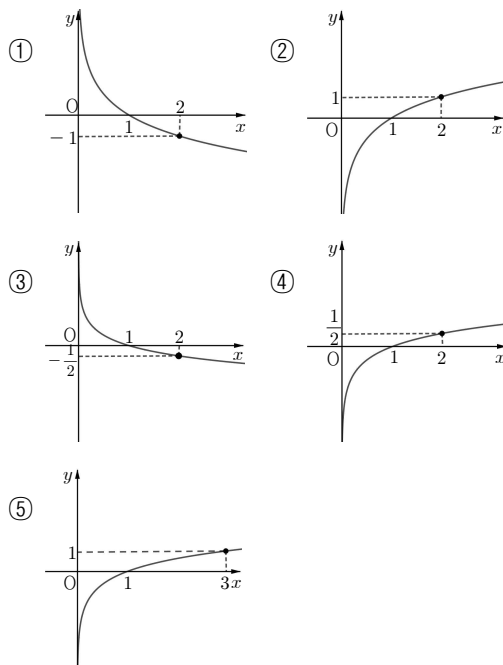 ① y
O 2
1 x
-1
② y
1
O 1 2 x
③ y
O 1 2
x
-1/2
④ y
1/2
O 1 2 x
⑤ y
1
O 1 3 x